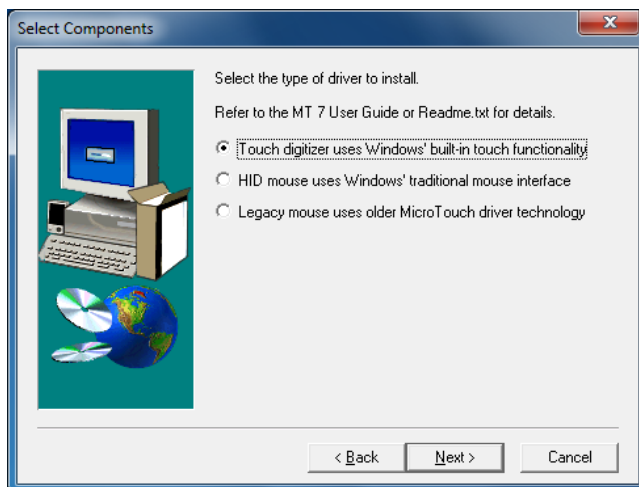 Select Components
Select the type of driver to install.
Refer to the MT 7 User Guide or Readme.txt for details.
Touch digitizer uses Windows' built-in touch functionality
HID mouse uses Windows' traditional mouse interface
Legacy mouse uses older MicroTouch driver technology
< Back
Next >
Cancel